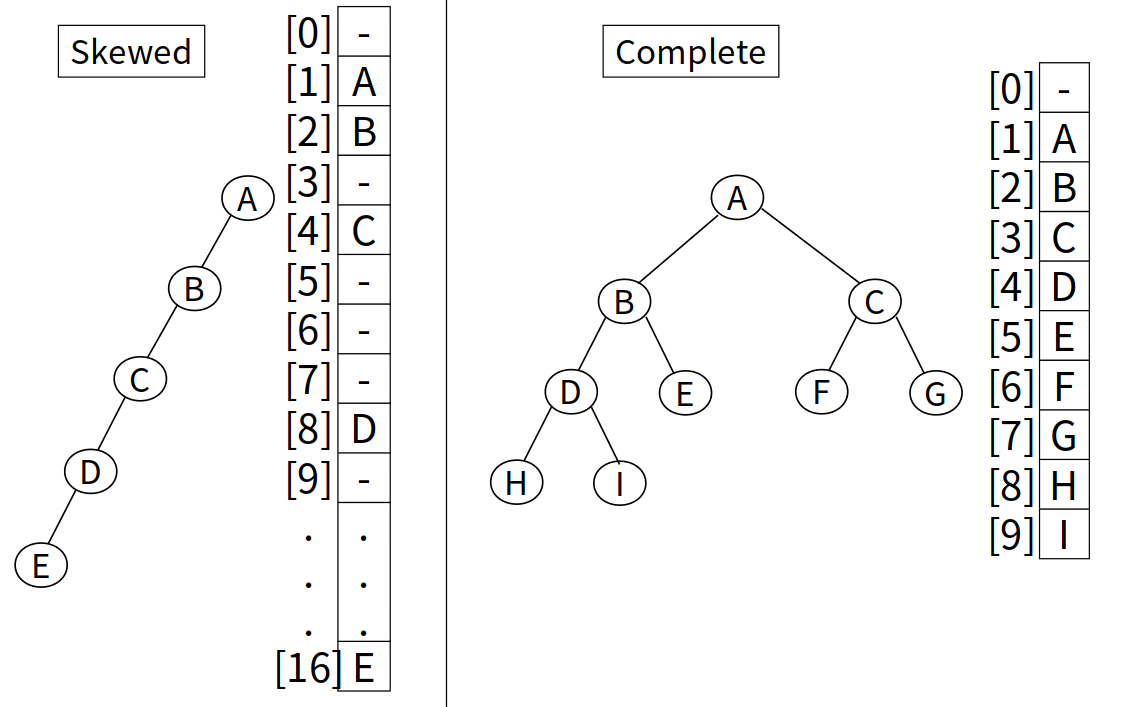 Skewed
[0] -
[1] A
[2] B
[3] -
[4] C
[5] -
[6] -
[7] -
[8] D
[9] -
. .
. .
. .
[16] E
A
B
C
D
E
Complete
A
B C
D E F G
H I
[0] -
[1] A
[2] B
[3] C
[4] D
[5] E
[6] F
[7] G
[8] H
[9] I